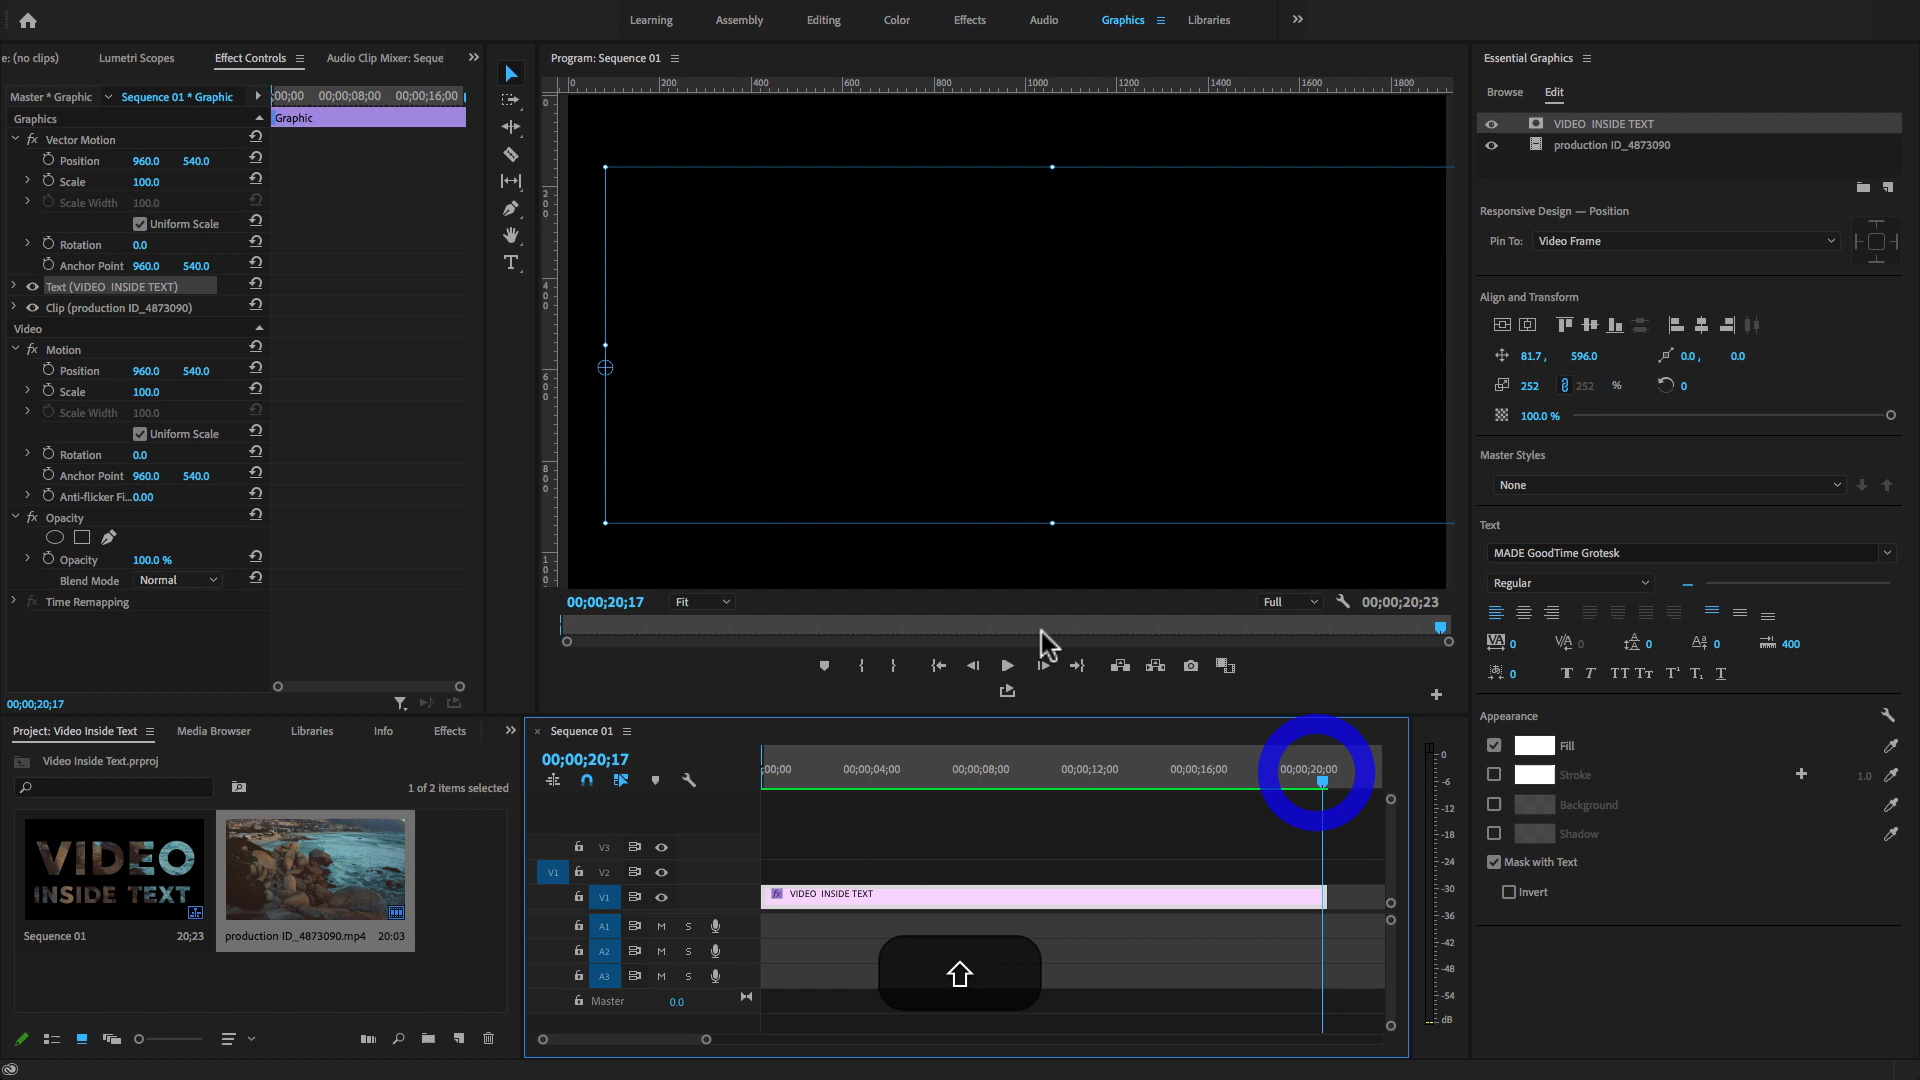 Learning
Assembly
Editing
Color
Effects
Audio
Graphics
Libraries
e: (no clips)
Lumetri Scopes
Effect Controls
Audio Clip Mixer: Seque
Master * Graphic
Sequence 01 * Graphic
;00;00
00;00;08;00
00;00;16;00
Graphics
Graphic
Vector Motion
Position 960.0 540.0
Scale 100.0
Scale Width 100.0
Uniform Scale
Rotation 0.0
Anchor Point 960.0 540.0
Text (VIDEO INSIDE TEXT)
Clip (production ID_4873090)
Video
Motion
Position 960.0 540.0
Scale 100.0
Scale Width 100.0
Uniform Scale
Rotation 0.0
Anchor Point 960.0 540.0
Anti-flicker Fi... 0.00
Opacity
Opacity 100.0 %
Blend Mode Normal
Time Remapping
00;00;20;17
Program: Sequence 01
0 200 400 600 800 1000 1200 1400 1600 1800
0
200
400
600
800
100
00;00;20;17
Fit
Full
00;00;20;23
Essential Graphics
Browse
Edit
VIDEO INSIDE TEXT
production ID_4873090
Responsive Design — Position
Pin To: Video Frame
Align and Transform
81.7 , 596.0
0.0 , 0.0
252 252 % 0
100.0 %
Master Styles
None
Text
MADE GoodTime Grotesk
Regular
0 0 0 0 400
0 T T TT Tt T¹ T₁ T
Appearance
Fill
Stroke 1.0
Background
Shadow
Mask with Text
Invert
Project: Video Inside Text
Media Browser
Libraries
Info
Effects
Video Inside Text.prproj
1 of 2 items selected
VIDEO
INSIDE TEXT
Sequence 01 20;23
production ID_4873090.mp4 20:03
Sequence 01
00;00;20;17
;00;00
00;00;04;00
00;00;08;00
00;00;12;00
00;00;16;00
00;00;20;00
V3
V1 V2
V1
VIDEO INSIDE TEXT
A1 M S
A2 M S
A3 M S
Master 0.0
0
-6
-12
-18
-24
-30
-36
-42
-48
-54
dB